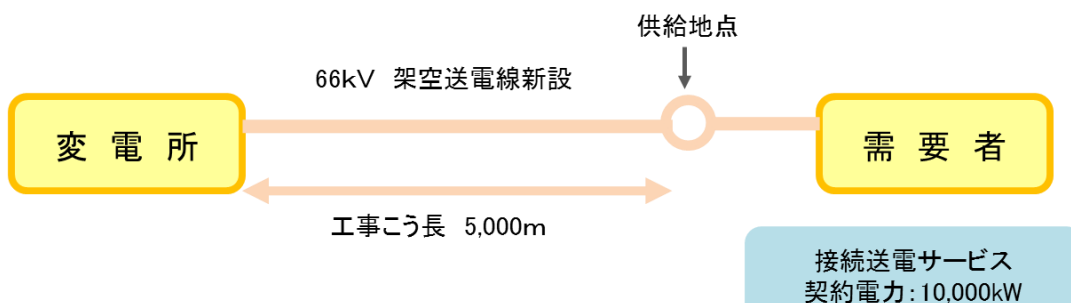 供給地点
66kV 架空送電線新設
変電所
需要者
工事こう長 5,000m
接続送電サービス
契約電力：10,000kW